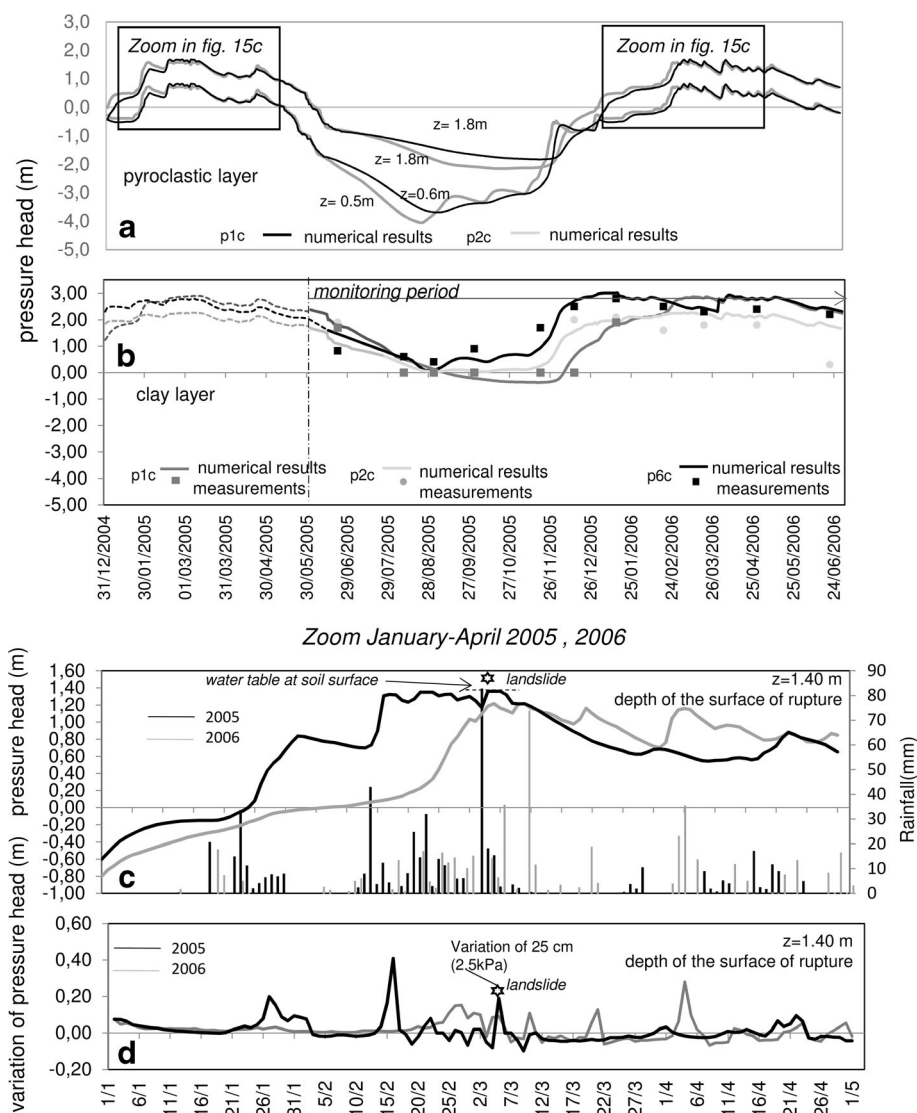 3,0
2,0
1,0
0,0
-1,0
-2,0
-3,0
-4,0
-5,0
Zoom in fig. 15c
Zoom in fig. 15c
z= 1.8m
z= 1.8m
z= 0.5m
z=0.6m
pyroclastic layer
a
p1c numerical results p2c numerical results
pressure head (m)
3,00
2,00
1,00
0,00
-1,00
-2,00
-3,00
-4,00
-5,00
monitoring period
b
clay layer
p1c numerical results
measurements
p2c numerical results
measurements
p6c numerical results
measurements
31/12/2004
30/01/2005
01/03/2005
31/03/2005
30/04/2005
30/05/2005
29/06/2005
29/07/2005
28/08/2005
27/09/2005
27/10/2005
26/11/2005
26/12/2005
25/01/2006
24/02/2006
26/03/2006
25/04/2006
25/05/2006
24/06/2006
Zoom January-April 2005 , 2006
pressure head (m)
1,60
1,40
1,20
1,00
0,80
0,60
0,40
0,20
0,00
-0,20
-0,40
-0,60
-0,80
-1,00
water table at soil surface
landslide
z=1.40 m
depth of the surface of rupture
2005
2006
c
90
80
70
60
50
40
30
20
10
0
Rainfall(mm)
variation of pressure head (m)
0,60
0,40
0,20
0,00
-0,20
2005
2006
Variation of 25 cm
(2.5kPa)
landslide
z=1.40 m
depth of the surface of rupture
d
1/1
6/1
11/1
16/1
21/1
26/1
31/1
5/2
10/2
15/2
20/2
25/2
2/3
7/3
12/3
17/3
22/3
27/3
1/4
6/4
11/4
16/4
21/4
26/4
1/5